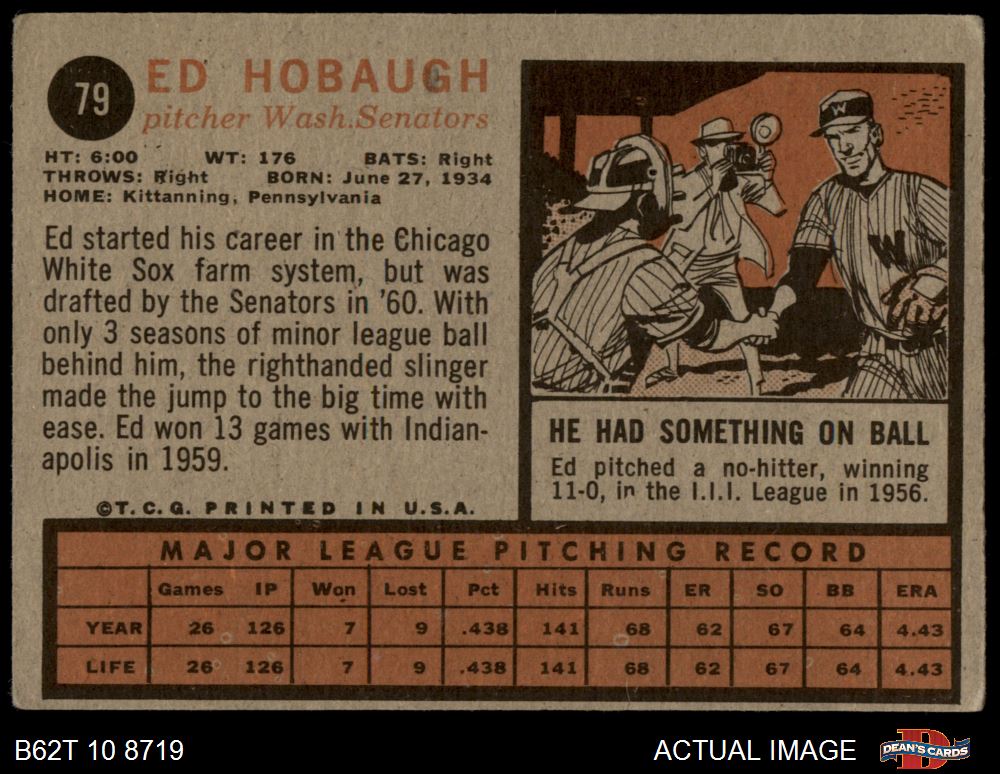 79
ED HOBAUGH
pitcher Wash. Senators
HT: 6:00 WT: 176 BATS: Right
THROWS: Right BORN: June 27, 1934
HOME: Kittanning, Pennsylvania
Ed started his career in the Chicago
White Sox farm system, but was
drafted by the Senators in '60. With
only 3 seasons of minor league ball
behind him, the righthanded slinger
made the jump to the big time with
ease. Ed won 13 games with Indian-
apolis in 1959.
©T.C.G. PRINTED IN U.S.A.
W
W
HE HAD SOMETHING ON BALL
Ed pitched a no-hitter, winning
11-0, in the I.I.I. League in 1956.
MAJOR LEAGUE PITCHING RECORD
Games IP Won Lost Pct Hits Runs ER SO BB ERA
YEAR 26 126 7 9 .438 141 68 62 67 64 4.43
LIFE 26 126 7 9 .438 141 68 62 67 64 4.43
B62T 10 8719
ACTUAL IMAGE
DEAN'S CARDS